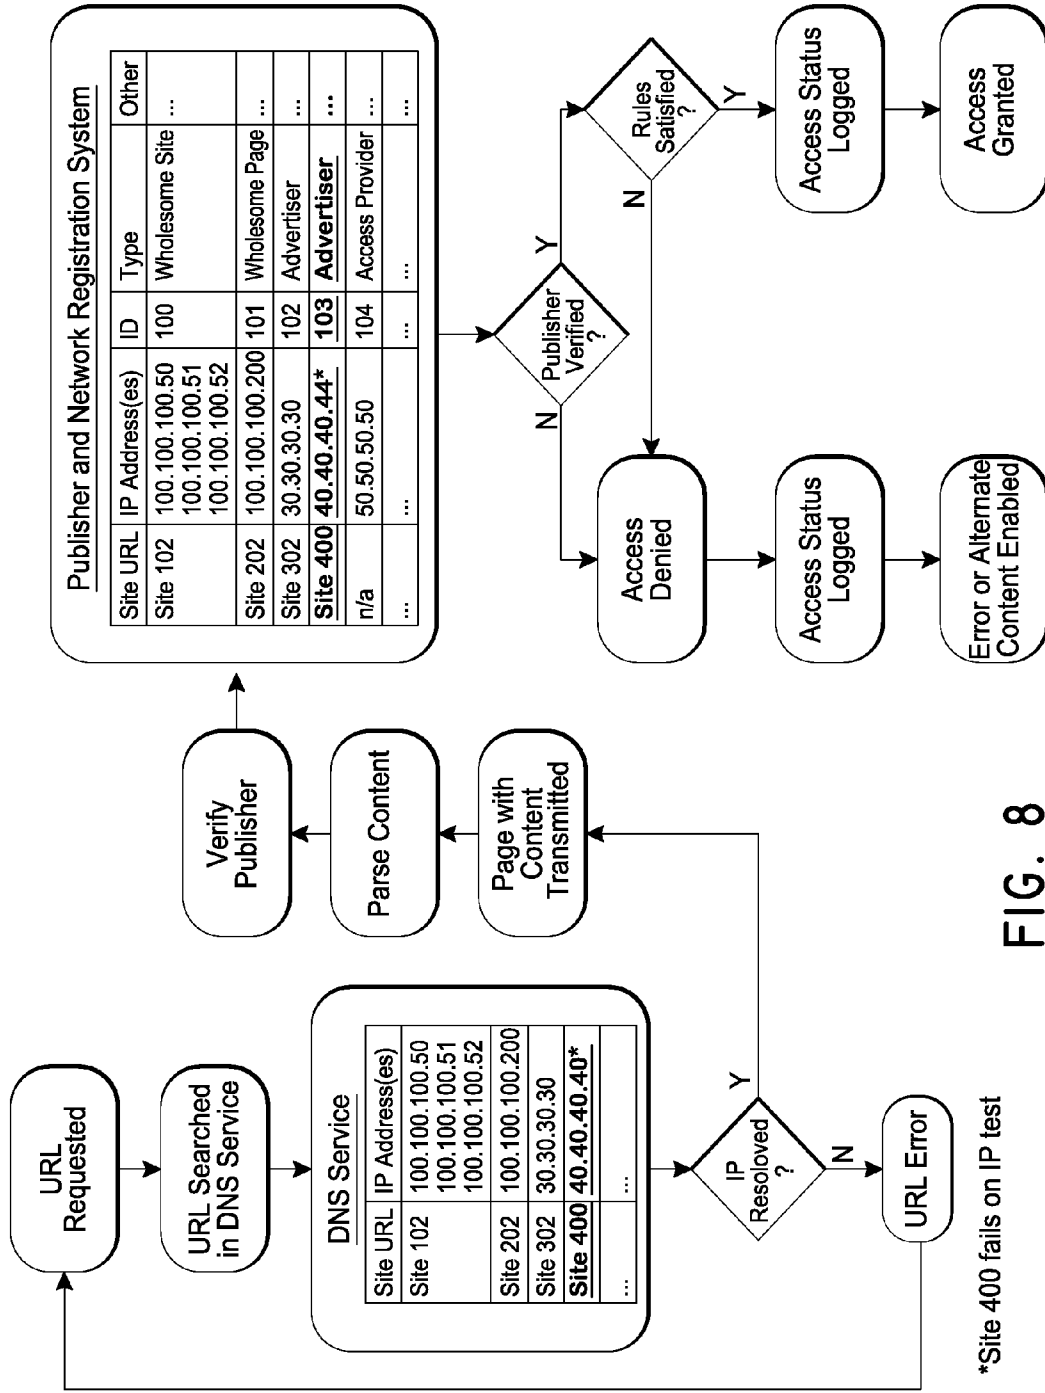 URL
Requested
URL Searched
in DNS Service
DNS Service
Site URL IP Address(es)
Site 102 100.100.100.50
100.100.100.51
100.100.100.52
Site 202 100.100.100.200
Site 302 30.30.30.30
Site 400 40.40.40.40*
... ...
IP
Resoloved
?
Y
N
URL Error
Page with
Content
Transmitted
Parse Content
Verify
Publisher
Publisher and Network Registration System
Site URL IP Address(es) ID Type Other
Site 102 100.100.100.50 100 Wholesome Site ...
100.100.100.51
100.100.100.52
Site 202 100.100.100.200 101 Wholesome Page ...
Site 302 30.30.30.30 102 Advertiser ...
Site 400 40.40.40.44* 103 Advertiser ...
n/a 50.50.50.50 104 Access Provider ...
... ... ... ... ...
Publisher
Verified
?
N
Y
Rules
Satisfied
?
N
Y
Access
Denied
Access Status
Logged
Error or Alternate
Content Enabled
Access Status
Logged
Access
Granted
*Site 400 fails on IP test
FIG. 8